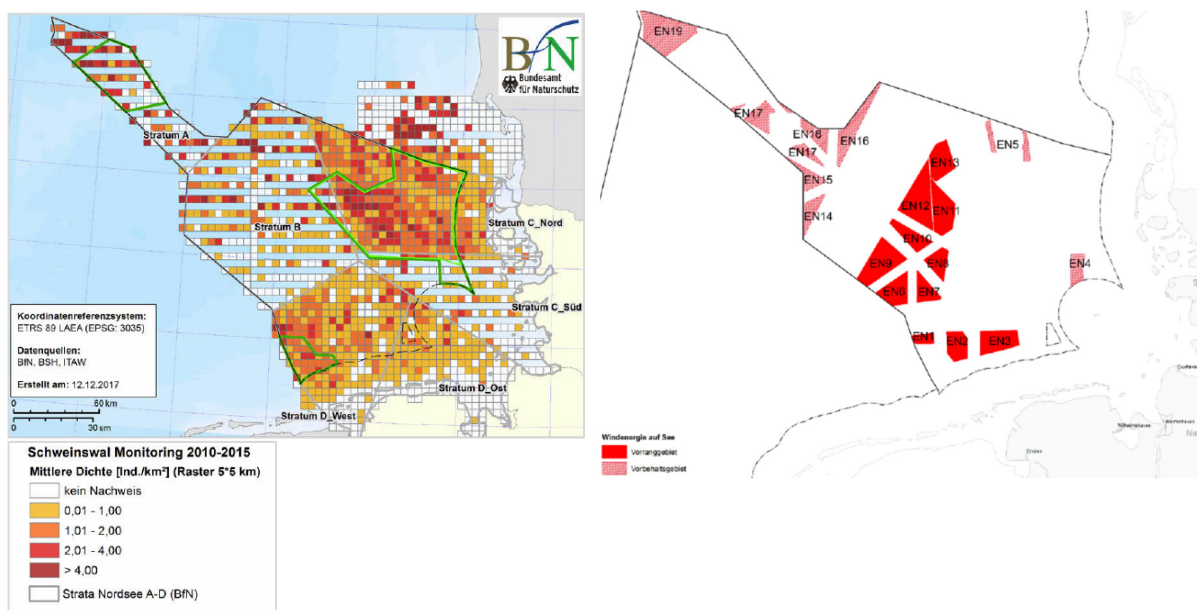 BfN
Bundesamt
für Naturschutz
Stratum A
Stratum B
Stratum C_Nord
Stratum C_Süd
Stratum D_Ost
Stratum D_West
Koordinatenreferenzsystem:
ETRS 89 LAEA (EPSG: 3035)
Datenquellen:
BfN, BSH, ITAW
Erstellt am: 12.12.2017
0 60 km
0 30 sm
Schweinswal Monitoring 2010-2015
Mittlere Dichte [Ind./km²] (Raster 5*5 km)
kein Nachweis
0,01 - 1,00
1,01 - 2,00
2,01 - 4,00
> 4,00
Strata Nordsee A-D (BfN)
EN19
EN17
EN18
EN16
EN17
EN5
EN13
EN15
EN12
EN11
EN14
EN10
EN9
EN8
EN4
EN6
EN7
EN1
EN2
EN3
Windenergie auf See
Vorranggebiet
Vorbehaltsgebiet
Emden
Wilhelmshaven
Bremerhaven
Cuxhaven